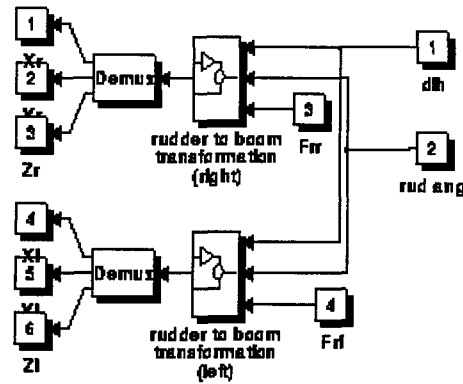 1
Xr
2
Yr
3
Zr
Demux
rudder to boom
transformation
(right)
3
Frr
1
dlh
2
rud ang
4
Xl
5
Yl
6
Zl
Demux
rudder to boom
transformation
(left)
4
Frl